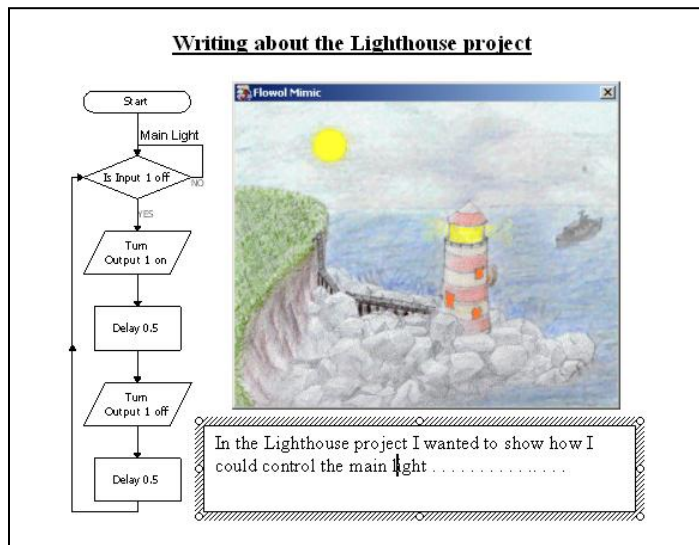 Writing about the Lighthouse project
Start
Main Light
Is Input 1 off
NO
YES
Turn
Output 1 on
Delay 0.5
Turn
Output 1 off
Delay 0.5
Flowol Mimic
In the Lighthouse project I wanted to show how I
could control the main light . . . . . . . . . . . .. . . .